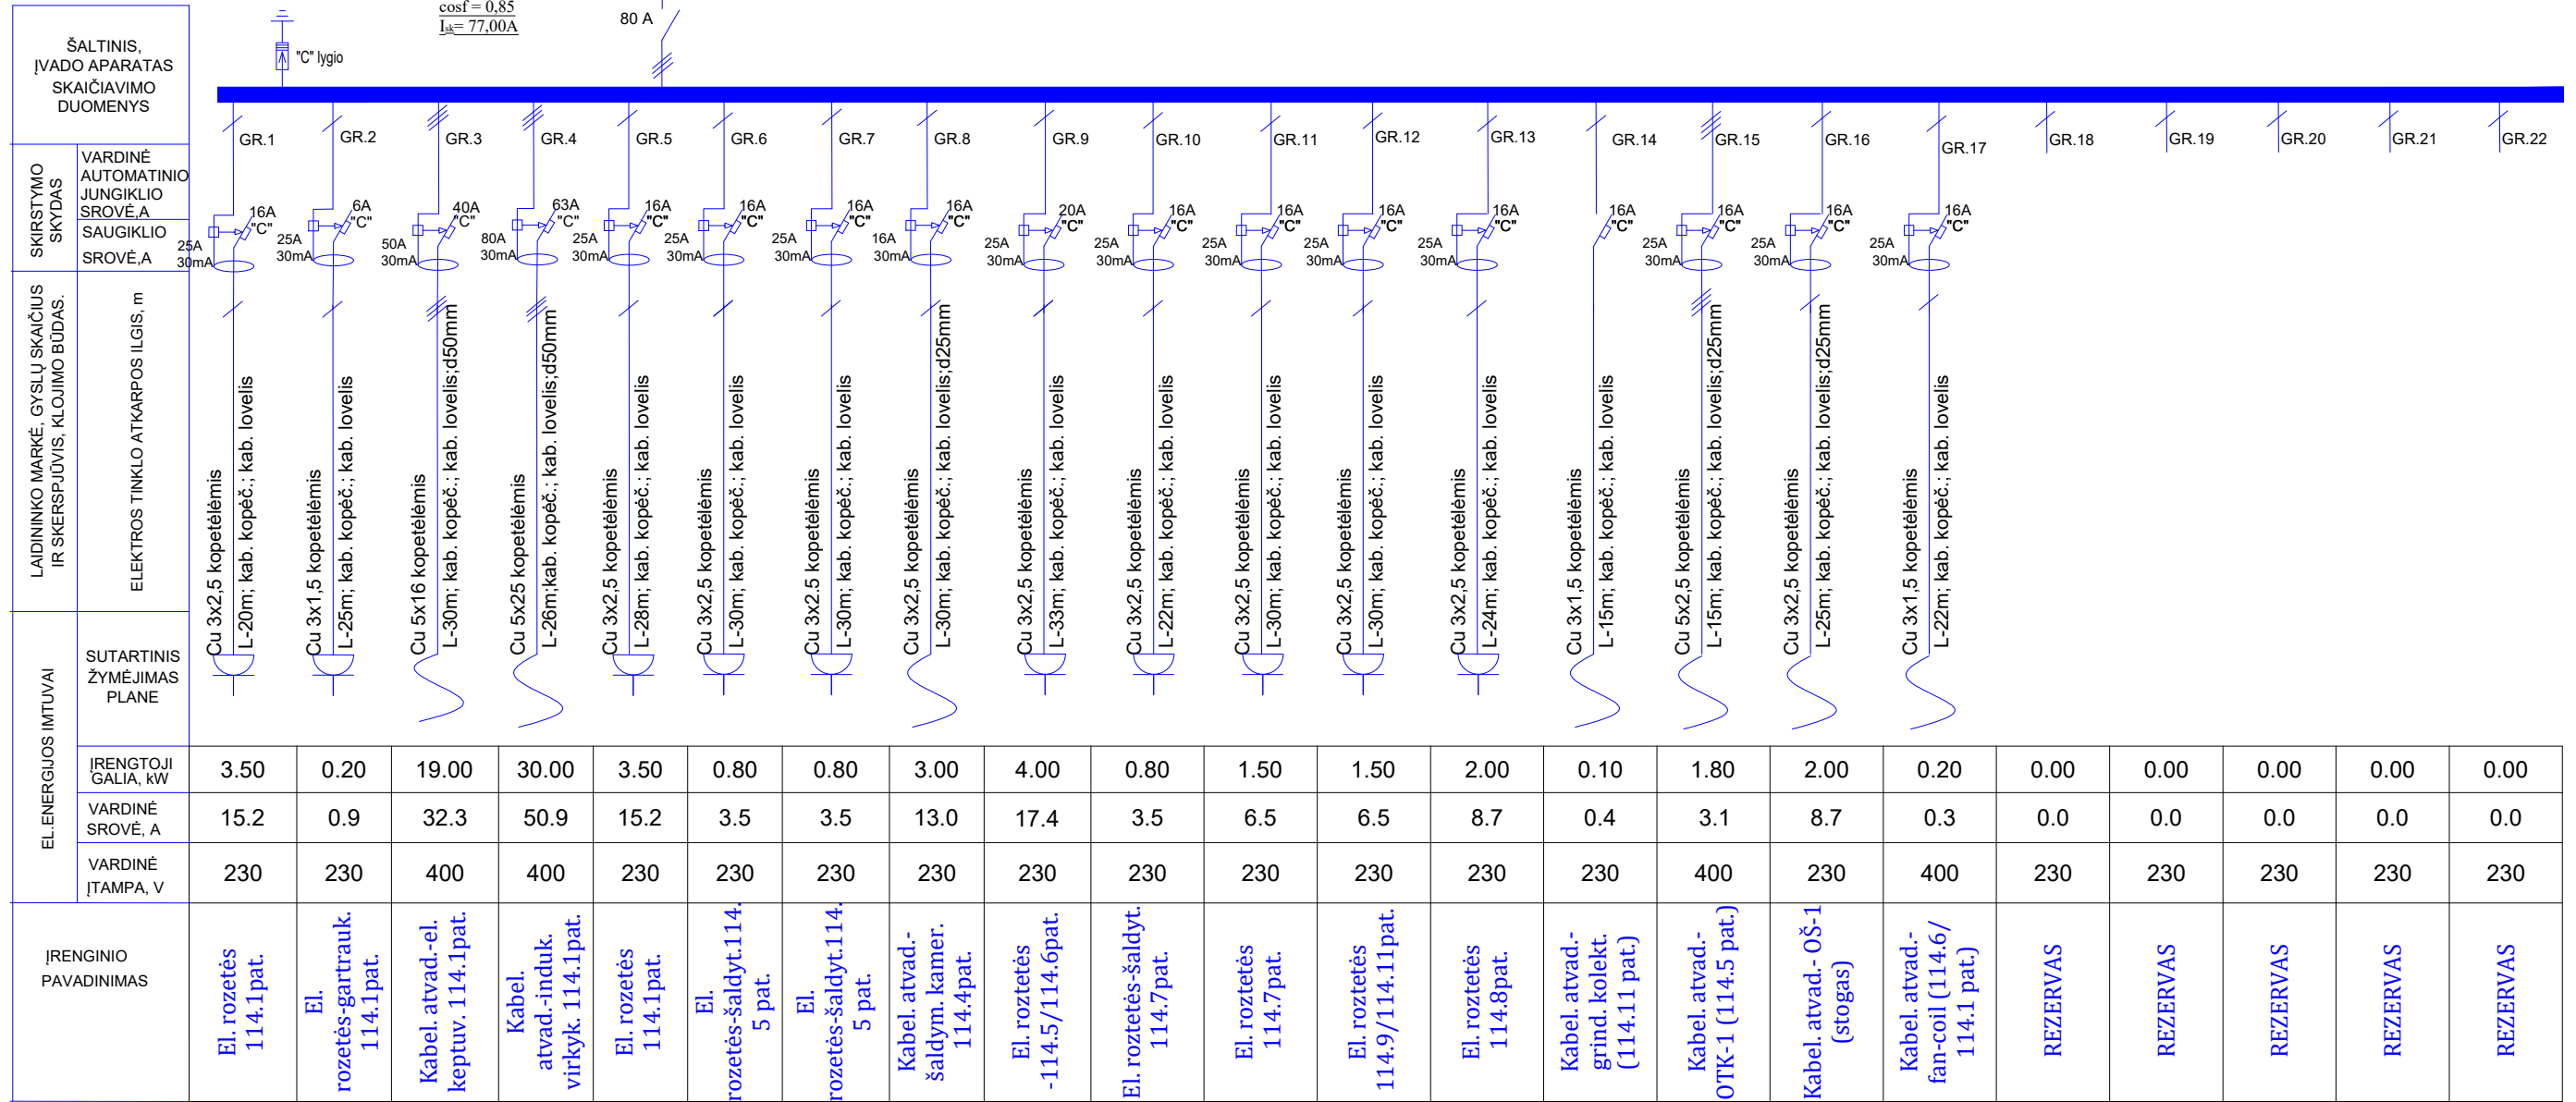 cosf = 0,85
Isk= 77,00A
80 A
"C" lygio
ŠALTINIS,
ĮVADO APARATAS
SKAIČIAVIMO
DUOMENYS
GR.1
GR.2
GR.3
GR.4
GR.5
GR.6
GR.7
GR.8
GR.9
GR.10
GR.11
GR.12
GR.13
GR.14
GR.15
GR.16
GR.17
GR.18
GR.19
GR.20
GR.21
GR.22
SKIRSTYMO
SKYDAS
VARDINĖ
AUTOMATINIO
JUNGIKLIO
SROVĖ,A
SAUGIKLIO
SROVĖ,A
16A
"C"
25A
30mA
6A
"C"
25A
30mA
40A
"C"
50A
30mA
63A
"C"
80A
30mA
16A
"C"
25A
30mA
16A
"C"
25A
30mA
16A
"C"
25A
30mA
16A
"C"
16A
30mA
20A
"C"
25A
30mA
16A
"C"
25A
30mA
16A
"C"
25A
30mA
16A
"C"
25A
30mA
16A
"C"
25A
30mA
16A
"C"
16A
"C"
25A
30mA
16A
"C"
25A
30mA
16A
"C"
25A
30mA
LAIDININKO MARKĖ, GYSLŲ SKAIČIUS
IR SKERSPJŪVIS, KLOJIMO BŪDAS.
ELEKTROS TINKLO ATKARPOS ILGIS, m
Cu 3x2,5 kopetėlėmis
L-20m; kab. kopėč.; kab. lovelis
Cu 3x1,5 kopetėlėmis
L-25m; kab. kopėč.; kab. lovelis
Cu 5x16 kopetėlėmis
L-30m; kab. kopėč.; kab. lovelis;d50mm
Cu 5x25 kopetėlėmis
L-26m;kab. kopėč.; kab. lovelis;d50mm
Cu 3x2,5 kopetėlėmis
L-28m; kab. kopėč.; kab. lovelis
Cu 3x2,5 kopetėlėmis
L-30m; kab. kopėč.; kab. lovelis
Cu 3x2.5 kopetėlėmis
L-30m; kab. kopėč.; kab. lovelis
Cu 3x2,5 kopetėlėmis
L-30m; kab. kopėč.; kab. lovelis;d25mm
Cu 3x2,5 kopetėlėmis
L-33m; kab. kopėč.; kab. lovelis
Cu 3x2,5 kopetėlėmis
L-22m; kab. kopėč.; kab. lovelis
Cu 3x2,5 kopetėlėmis
L-30m; kab. kopėč.; kab. lovelis
Cu 3x2,5 kopetėlėmis
L-30m; kab. kopėč.; kab. lovelis
Cu 3x2,5 kopetėlėmis
L-24m; kab. kopėč.; kab. lovelis
Cu 3x1,5 kopetėlėmis
L-15m; kab. kopėč.; kab. lovelis
Cu 5x2,5 kopetėlėmis
L-15m; kab. kopėč.; kab. lovelis;d25mm
Cu 3x2,5 kopetėlėmis
L-25m; kab. kopėč.; kab. lovelis;d25mm
Cu 3x1,5 kopetėlėmis
L-22m; kab. kopėč.; kab. lovelis
EL.ENERGIJOS IMTUVAI
SUTARTINIS
ŽYMĖJIMAS
PLANE
ĮRENGTOJI
GALIA, kW
3.50 0.20 19.00 30.00 3.50 0.80 0.80 3.00 4.00 0.80 1.50 1.50 2.00 0.10 1.80 2.00 0.20 0.00 0.00 0.00 0.00 0.00
VARDINĖ
SROVĖ, A
15.2 0.9 32.3 50.9 15.2 3.5 3.5 13.0 17.4 3.5 6.5 6.5 8.7 0.4 3.1 8.7 0.3 0.0 0.0 0.0 0.0 0.0
VARDINĖ
ĮTAMPA, V
230 230 400 400 230 230 230 230 230 230 230 230 230 230 400 230 400 230 230 230 230 230
ĮRENGINIO
PAVADINIMAS
El. rozetės
114.1pat.
El.
rozetės-gartrauk.
114.1pat.
Kabel. atvad.-el.
keptuv. 114.1pat.
Kabel.
atvad.-induk.
virkyk. 114.1pat.
El. rozetės
114.1pat.
El.
rozetės-šaldyt.114.
5 pat.
El.
rozetės-šaldyt.114.
5 pat.
Kabel. atvad.-
šaldym. kamer.
114.4pat.
El. roztetės
-114.5/114.6pat.
El. roztetės-šaldyt.
114.7pat.
El. roztetės
114.7pat.
El. roztetės
114.9/114.11pat.
El. roztetės
114.8pat.
Kabel. atvad.-
grind. kolekt.
(114.11 pat.)
Kabel. atvad.-
OTK-1 (114.5 pat.)
Kabel. atvad.- OŠ-1
(stogas)
Kabel. atvad.-
fan-coil (114.6/
114.1 pat.)
REZERVAS
REZERVAS
REZERVAS
REZERVAS
REZERVAS